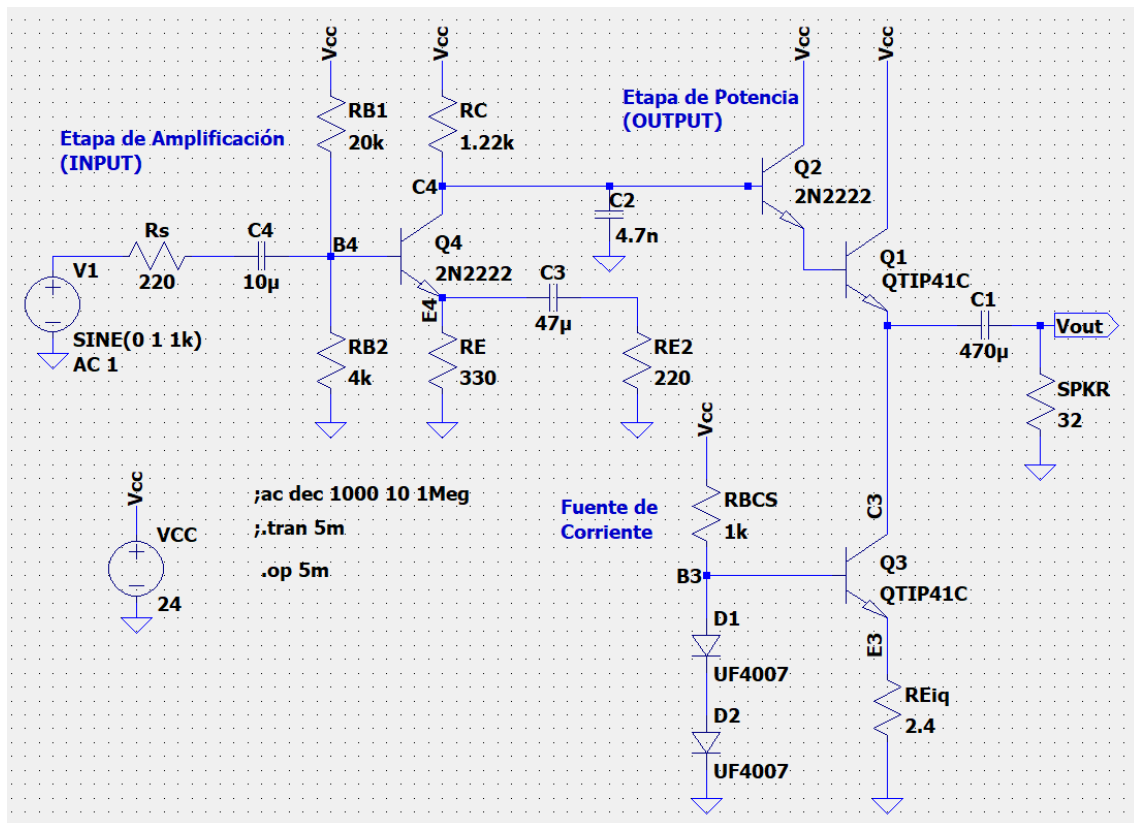 Vcc
Vcc
Vcc
Vcc
RB1
20k
RC
1.22k
Etapa de Amplificación
(INPUT)
Etapa de Potencia
(OUTPUT)
Q2
2N2222
C4
C2
4.7n
Rs
220
C4
10µ
B4
Q4
2N2222
Q1
QTIP41C
V1
SINE(0 1 1k)
AC 1
E4
C3
47µ
C1
470µ
Vout
RB2
4k
RE
330
RE2
220
SPKR
32
Vcc
VCC
24
;ac dec 1000 10 1Meg
;.tran 5m
.op 5m
Fuente de
Corriente
Vcc
RBCS
1k
C3
B3
Q3
QTIP41C
D1
UF4007
E3
REiq
2.4
D2
UF4007